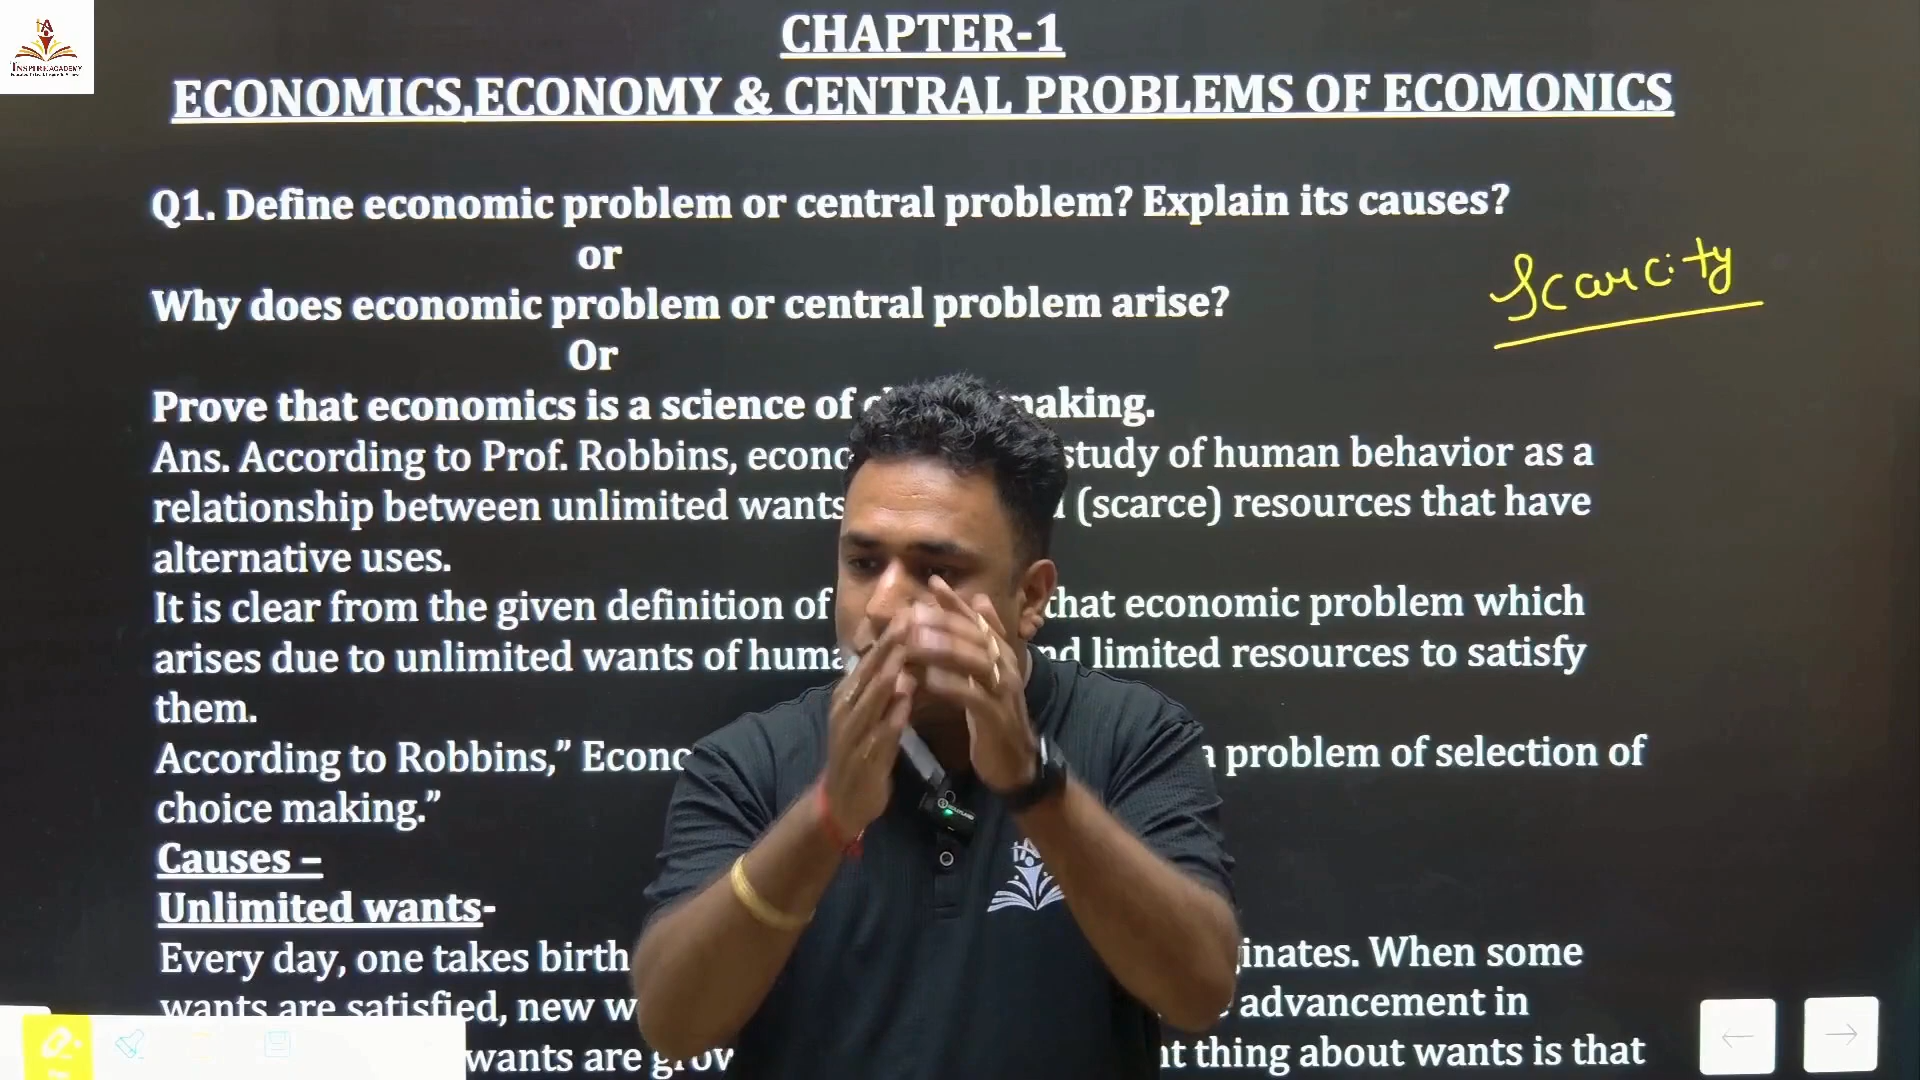 INSPIRE ACADEMY
CHAPTER-1
ECONOMICS,ECONOMY & CENTRAL PROBLEMS OF ECOMONICS
Q1. Define economic problem or central problem? Explain its causes?
or
Scarcity
Why does economic problem or central problem arise?
Or
Prove that economics is a science of making.
Ans. According to Prof. Robbins, study of human behavior as a
relationship between unlimited wants (scarce) resources that have
alternative uses.
It is clear from the given definition of that economic problem which
arises due to unlimited wants of limited resources to satisfy
them.
According to Robbins,” a problem of selection of
choice making.”
Causes –
Unlimited wants-
Every day, one takes birth When some
wants are satisfied, new advancement in
wants are thing about wants is that